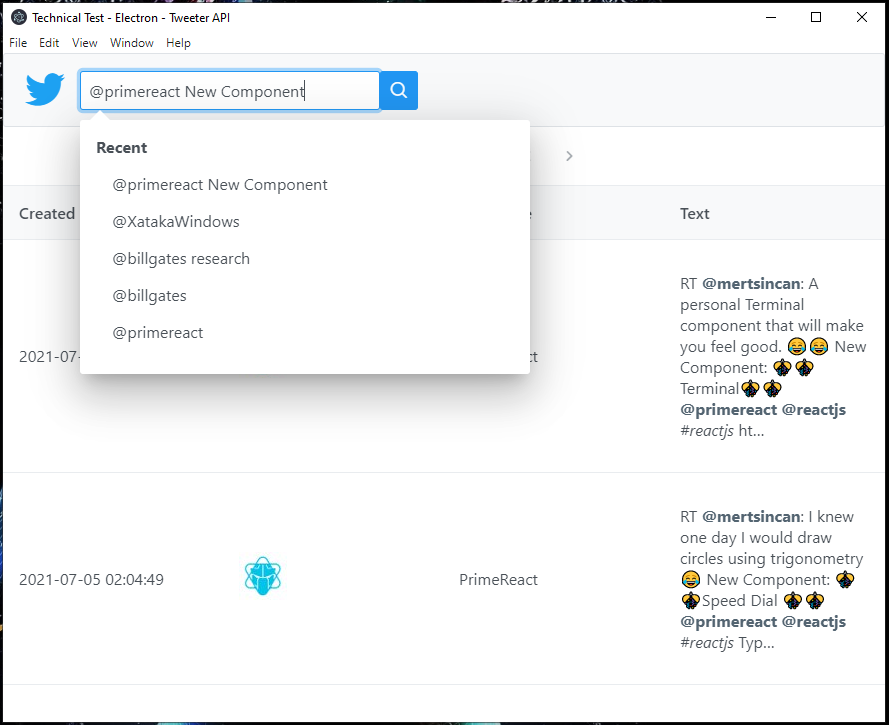 Technical Test - Electron - Tweeter API
File Edit View Window Help
@primereact New Component
Recent
@primereact New Component
@XatakaWindows
@billgates research
@billgates
@primereact
Created
Text
2021-07-
RT @mertsincan: A
personal Terminal
component that will make
you feel good. 😂😂 New
Component:
Terminal
@primereact @reactjs
#reactjs ht...
2021-07-05 02:04:49
PrimeReact
RT @mertsincan: I knew
one day I would draw
circles using trigonometry
😂 New Component:
Speed Dial
@primereact @reactjs
#reactjs Typ...